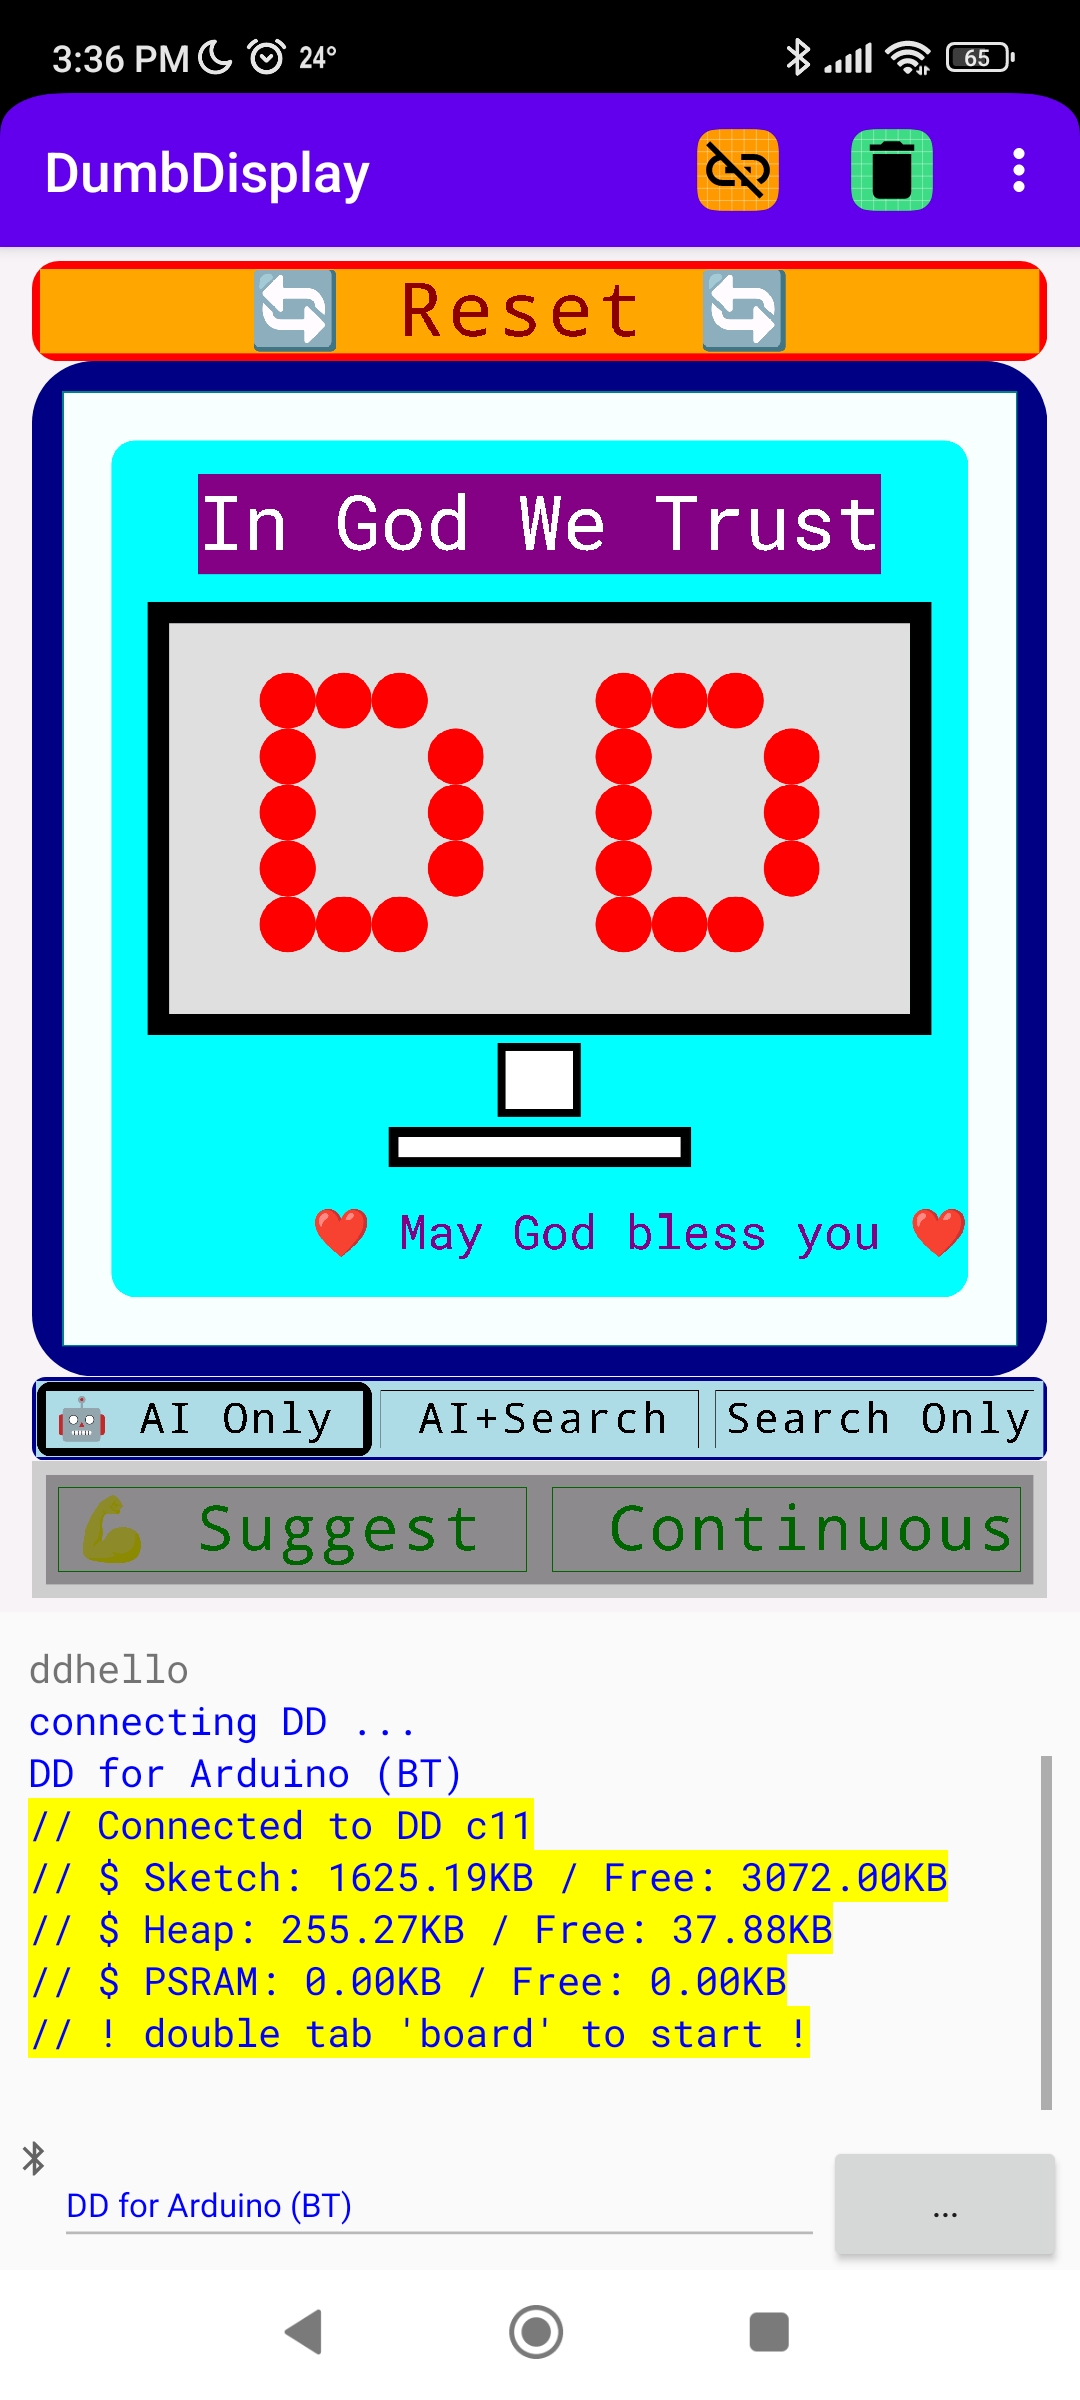 3:36 PM 24° 65
DumbDisplay
Reset
In God We Trust
DD
May God bless you
AI Only AI+Search Search Only
Suggest Continuous
ddhello
connecting DD ...
DD for Arduino (BT)
// Connected to DD c11
// $ Sketch: 1625.19KB / Free: 3072.00KB
// $ Heap: 255.27KB / Free: 37.88KB
// $ PSRAM: 0.00KB / Free: 0.00KB
// ! double tab 'board' to start !
DD for Arduino (BT)
...